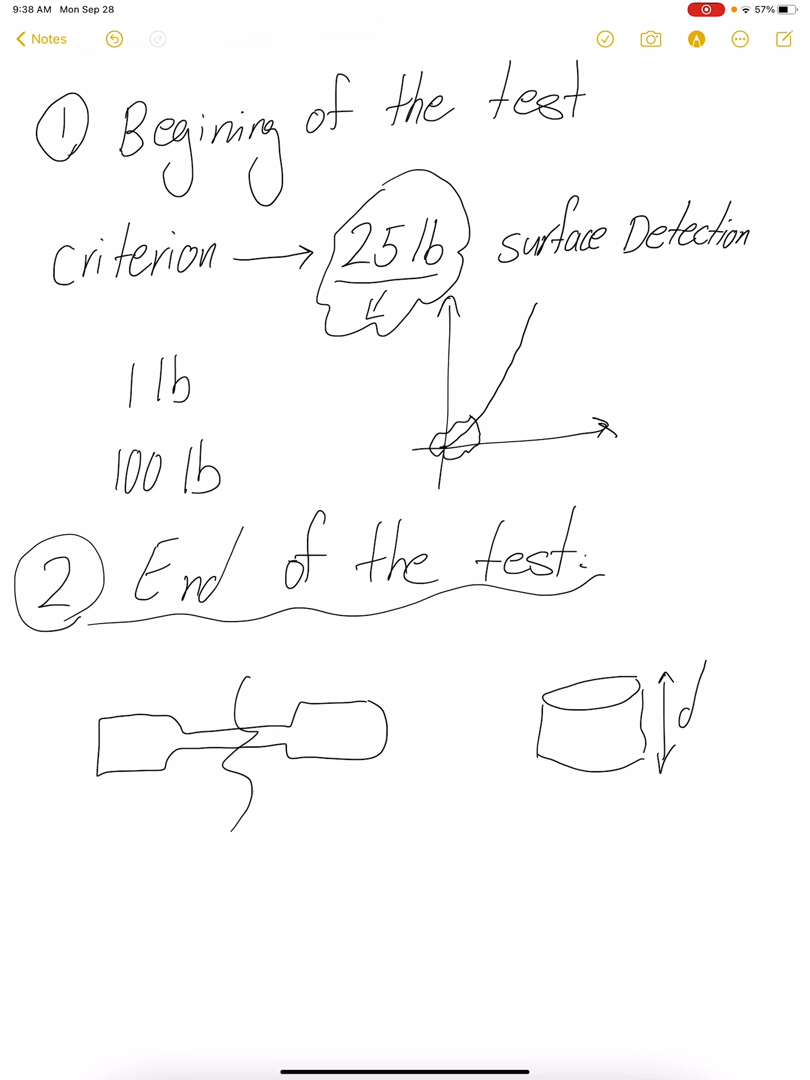 9:38 AM Mon Sep 28
57%
Notes
1 Begining of the test
criterion → 25 lb surface Detection
1 lb
100 lb
2 End of the test:
d